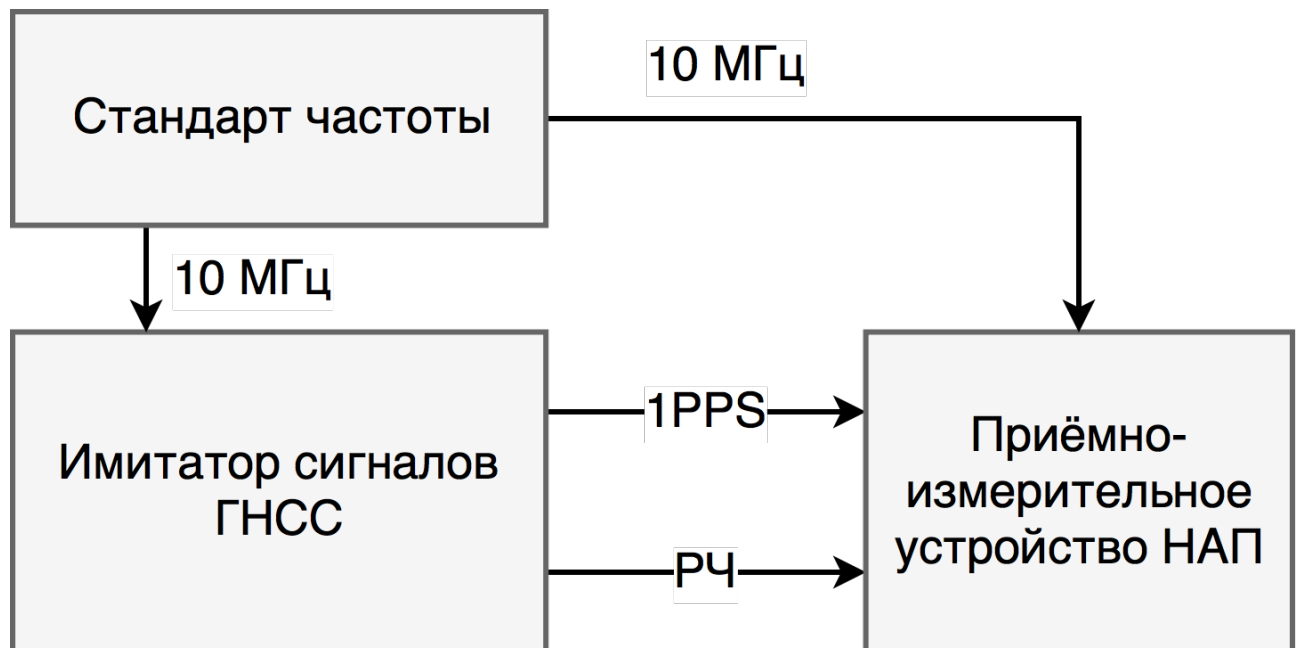 10 МГц
Стандарт частоты
10 МГц
1PPS
Имитатор сигналов
ГНСС
Приёмно-
измерительное
устройство НАП
РЧ